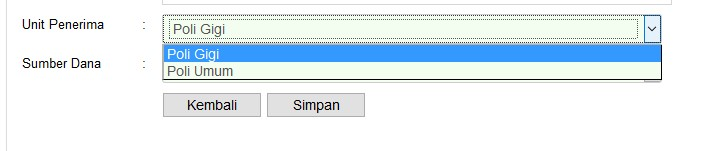 Unit Penerima : Poli Gigi
Poli Gigi
Sumber Dana : Poli Umum
Kembali Simpan